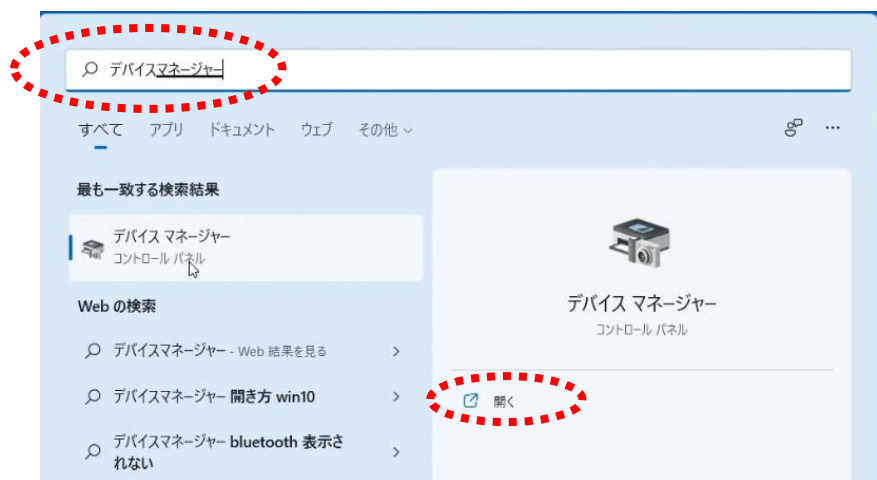 デバイスマネージャー
すべて アプリ ドキュメント ウェブ その他
最も一致する検索結果
デバイス マネージャー
コントロール パネル
Web の検索
デバイスマネージャー - Web 結果を見る
デバイスマネージャー 開き方 win10
デバイスマネージャー bluetooth 表示さ
れない
デバイス マネージャー
コントロール パネル
開く